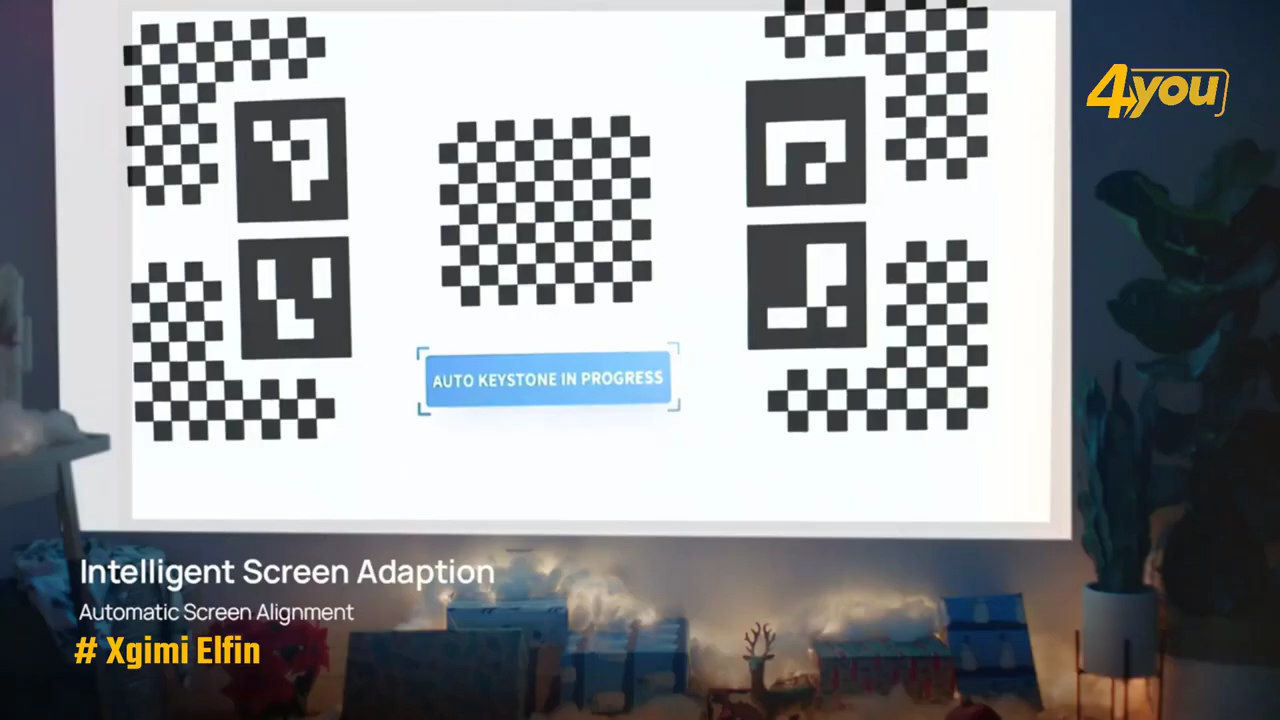 4you
AUTO KEYSTONE IN PROGRESS
Intelligent Screen Adaption
Automatic Screen Alignment
# Xgimi Elfin